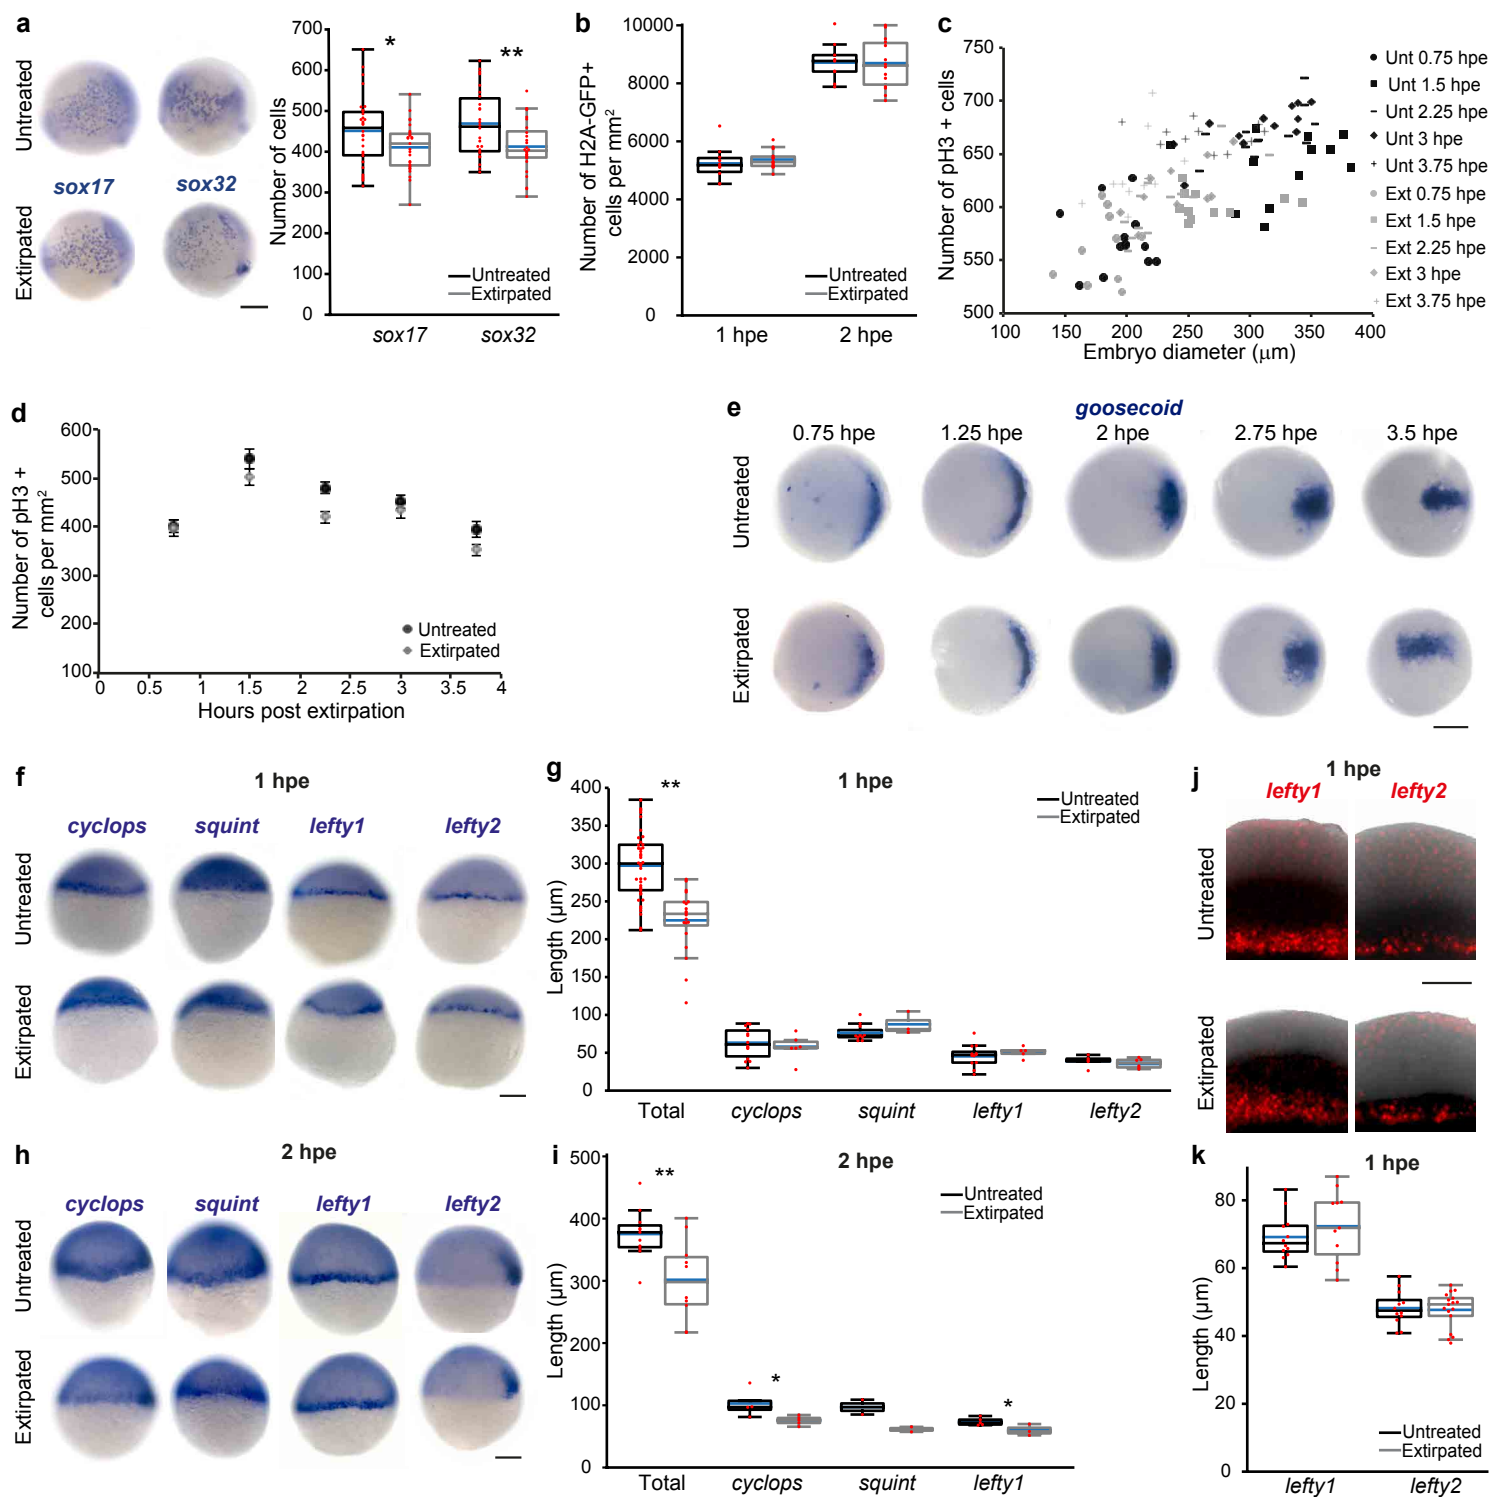 a
Untreated
Extirpated
sox17
sox32
Number of cells
700
600
500
400
300
200
100
0
*
**
Untreated
Extirpated
sox17
sox32
b
Number of H2A-GFP+
cells per mm2
10000
8000
6000
4000
2000
0
Untreated
Extirpated
1 hpe
2 hpe
c
Number of pH3 + cells
750
700
650
600
550
500
100
150
200
250
300
350
400
Embryo diameter (μm)
Unt 0.75 hpe
Unt 1.5 hpe
Unt 2.25 hpe
Unt 3 hpe
Unt 3.75 hpe
Ext 0.75 hpe
Ext 1.5 hpe
Ext 2.25 hpe
Ext 3 hpe
Ext 3.75 hpe
d
Number of pH3 +
cells per mm2
600
500
400
300
200
100
Untreated
Extirpated
0
0.5
1
1.5
2
2.5
3
3.5
4
Hours post extirpation
e
goosecoid
0.75 hpe
1.25 hpe
2 hpe
2.75 hpe
3.5 hpe
Untreated
Extirpated
f
1 hpe
cyclops
squint
lefty1
lefty2
Untreated
Extirpated
g
1 hpe
Length (μm)
400
350
300
250
200
150
100
50
0
**
Untreated
Extirpated
Total
cyclops
squint
lefty1
lefty2
j
1 hpe
lefty1
lefty2
Untreated
Extirpated
h
2 hpe
cyclops
squint
lefty1
lefty2
Untreated
Extirpated
i
2 hpe
Length (μm)
500
400
300
200
100
0
**
*
*
Untreated
Extirpated
Total
cyclops
squint
lefty1
k
1 hpe
Length (μm)
80
60
40
20
0
Untreated
Extirpated
lefty1
lefty2